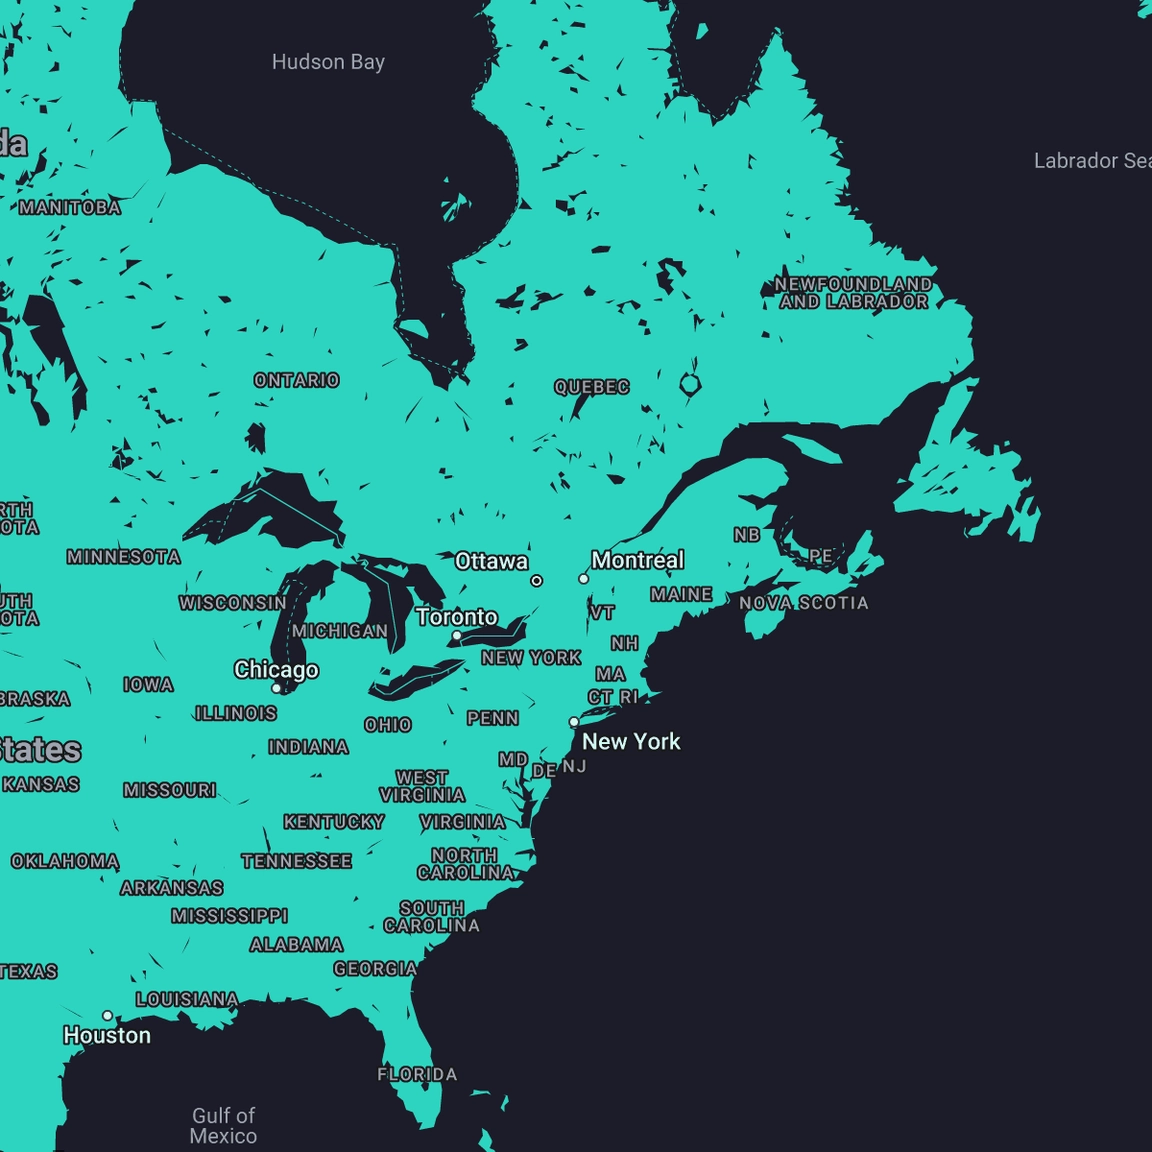 Hudson Bay
da
Labrador Sea
MANITOBA
NEWFOUNDLAND
AND LABRADOR
ONTARIO
QUEBEC
RTH
OTA
NB
MINNESOTA
Ottawa
Montreal
PE
UTH
OTA
WISCONSIN
MAINE
NOVA SCOTIA
Toronto
VT
MICHIGAN
NH
NEW YORK
Chicago
MA
BRASKA
IOWA
CT RI
ILLINOIS
OHIO
PENN
New York
States
INDIANA
MD
DE
NJ
KANSAS
MISSOURI
WEST
VIRGINIA
KENTUCKY
VIRGINIA
OKLAHOMA
TENNESSEE
NORTH
CAROLINA
ARKANSAS
MISSISSIPPI
SOUTH
CAROLINA
ALABAMA
TEXAS
GEORGIA
LOUISIANA
Houston
FLORIDA
Gulf of
Mexico